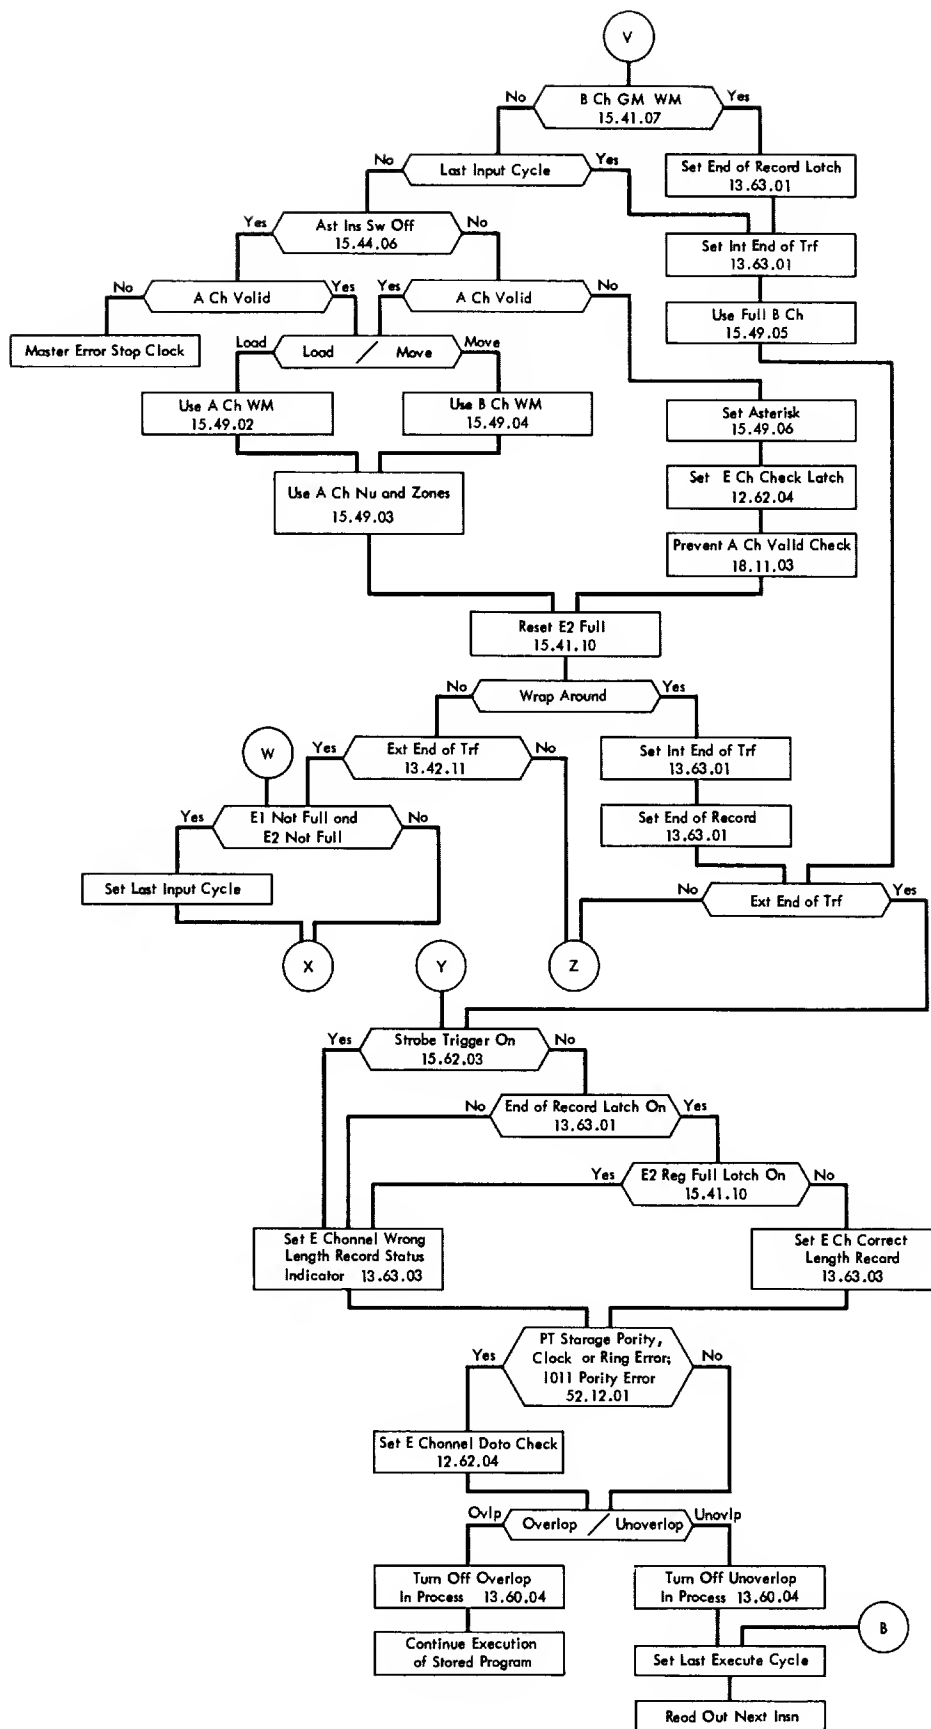 V
No
B Ch GM WM
15.41.07
Yes
No
Last Input Cycle
Yes
Set End of Record Latch
13.63.01
Yes
Ast Ins Sw Off
15.44.06
No
Set Int End of Trf
13.63.01
No
A Ch Valid
Yes
Yes
A Ch Valid
No
Use Full B Ch
15.49.05
Master Error Stop Clock
Load
Load / Move
Move
Use A Ch WM
15.49.02
Use B Ch WM
15.49.04
Set Asterisk
15.49.06
Use A Ch Nu and Zones
15.49.03
Set E Ch Check Latch
12.62.04
Prevent A Ch Valid Check
18.11.03
Reset E2 Full
15.41.10
No
Wrap Around
Yes
W
Yes
Ext End of Trf
13.42.11
No
Set Int End of Trf
13.63.01
Yes
E1 Not Full and
E2 Not Full
No
Set End of Record
13.63.01
Set Last Input Cycle
No
Ext End of Trf
Yes
X
Y
Z
Yes
Strobe Trigger On
15.62.03
No
No
End of Record Latch On
13.63.01
Yes
Yes
E2 Reg Full Latch On
15.41.10
No
Set E Channel Wrong
Length Record Status
Indicator 13.63.03
Set E Ch Correct
Length Record
13.63.03
Yes
PT Starage Parity,
Clock or Ring Error;
1011 Parity Error
52.12.01
No
Set E Channel Data Check
12.62.04
Ovlp
Overlap / Unoverlap
Unovlp
Turn Off Overlap
In Process 13.60.04
Turn Off Unoverlap
In Process 13.60.04
B
Continue Execution
of Stored Program
Set Last Execute Cycle
Read Out Next Insn